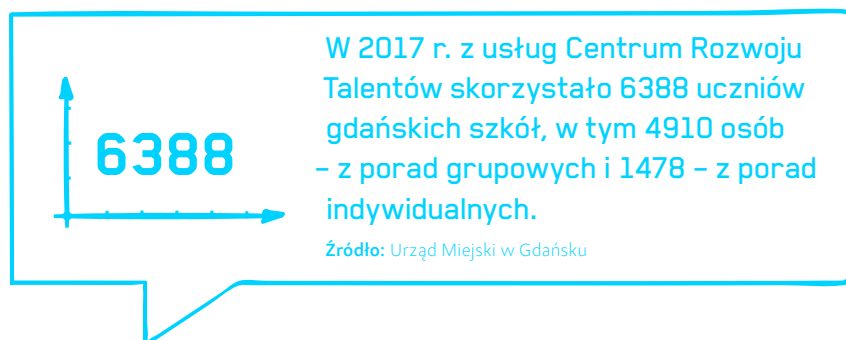 6388
W 2017 r. z usług Centrum Rozwoju
Talentów skorzystało 6388 uczniów
gdańskich szkół, w tym 4910 osób
– z porad grupowych i 1478 – z porad
indywidualnych.
Źródło: Urząd Miejski w Gdańsku